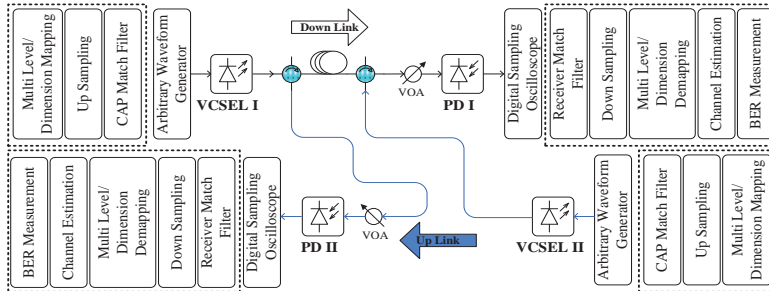 Multi Level/
Dimension Mapping
Up Sampling
CAP Match Filter
Arbitrary Waveform
Generator
VCSEL I
Down Link
VOA
PD I
Digital Sampling
Oscilloscope
Receiver Match
Filter
Down Sampling
Multi Level/
Dimension
Demapping
Channel Estimation
BER Measurement
BER Measurement
Channel Estimation
Multi Level/
Dimension
Demapping
Down Sampling
Receiver Match
Filter
Digital Sampling
Oscilloscope
PD II
VOA
Up Link
VCSEL II
Arbitrary Waveform
Generator
CAP Match Filter
Up Sampling
Multi Level/
Dimension Mapping